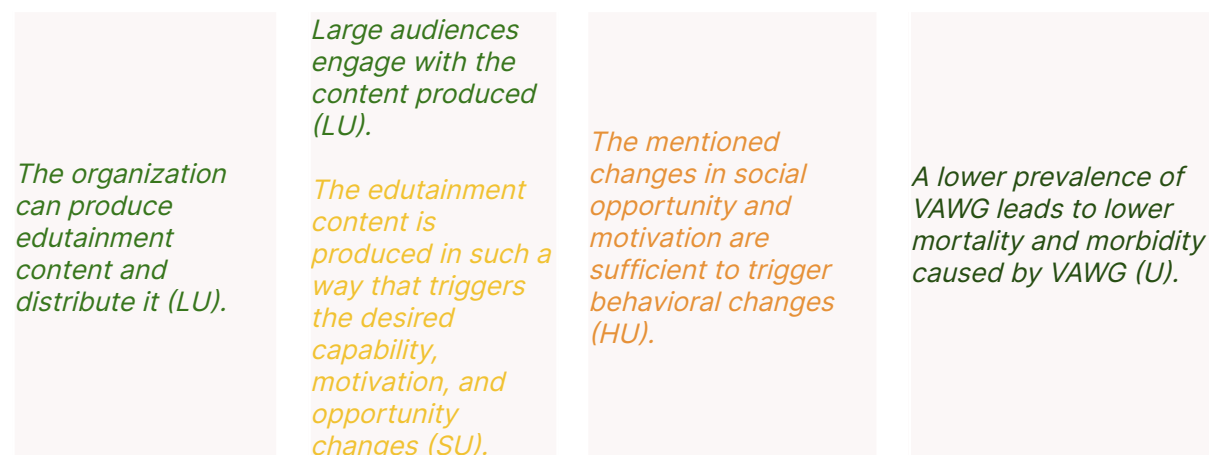 The organization
can produce
edutainment
content and
distribute it (LU).
Large audiences
engage with the
content produced
(LU).
The edutainment
content is
produced in such a
way that triggers
the desired
capability,
motivation, and
opportunity
changes (SU).
The mentioned
changes in social
opportunity and
motivation are
sufficient to trigger
behavioral changes
(HU).
A lower prevalence of
VAWG leads to lower
mortality and morbidity
caused by VAWG (U).